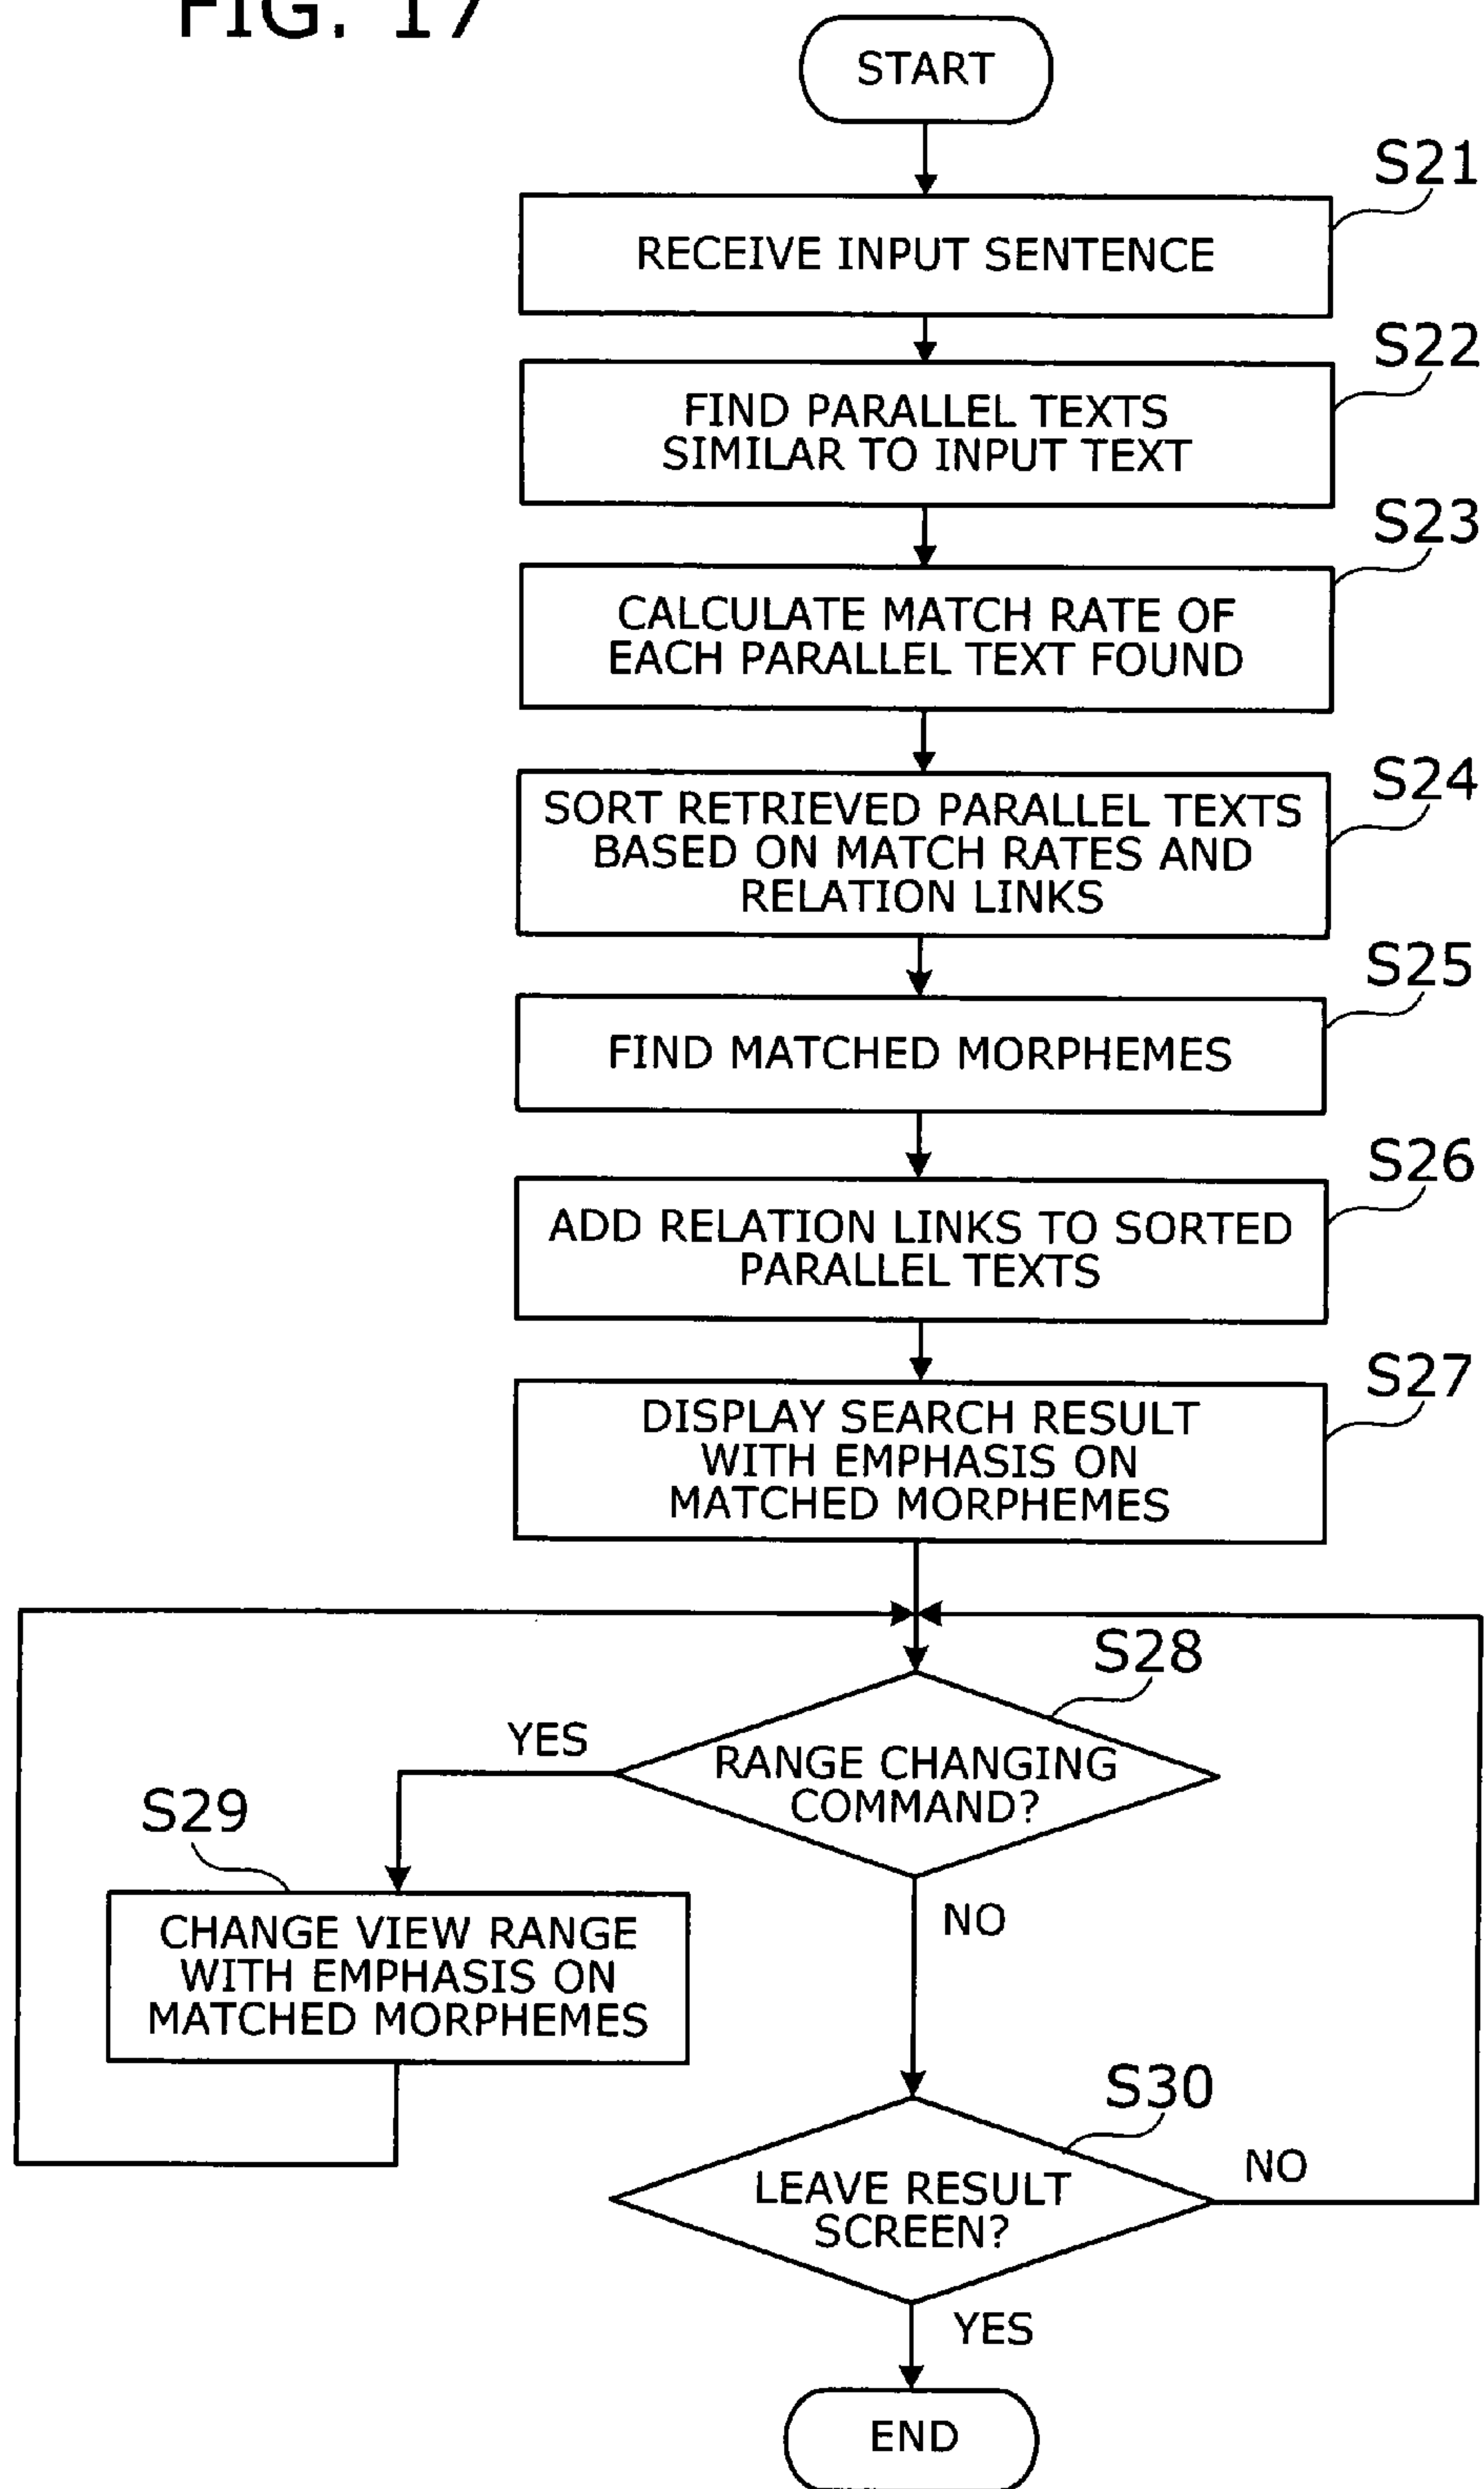 FIG. 17
START
S21
RECEIVE INPUT SENTENCE
S22
FIND PARALLEL TEXTS
SIMILAR TO INPUT TEXT
S23
CALCULATE MATCH RATE OF
EACH PARALLEL TEXT FOUND
S24
SORT RETRIEVED PARALLEL TEXTS
BASED ON MATCH RATES AND
RELATION LINKS
S25
FIND MATCHED MORPHEMES
S26
ADD RELATION LINKS TO SORTED
PARALLEL TEXTS
S27
DISPLAY SEARCH RESULT
WITH EMPHASIS ON
MATCHED MORPHEMES
S28
YES
RANGE CHANGING
COMMAND?
S29
CHANGE VIEW RANGE
WITH EMPHASIS ON
MATCHED MORPHEMES
NO
S30
LEAVE RESULT
SCREEN?
NO
YES
END